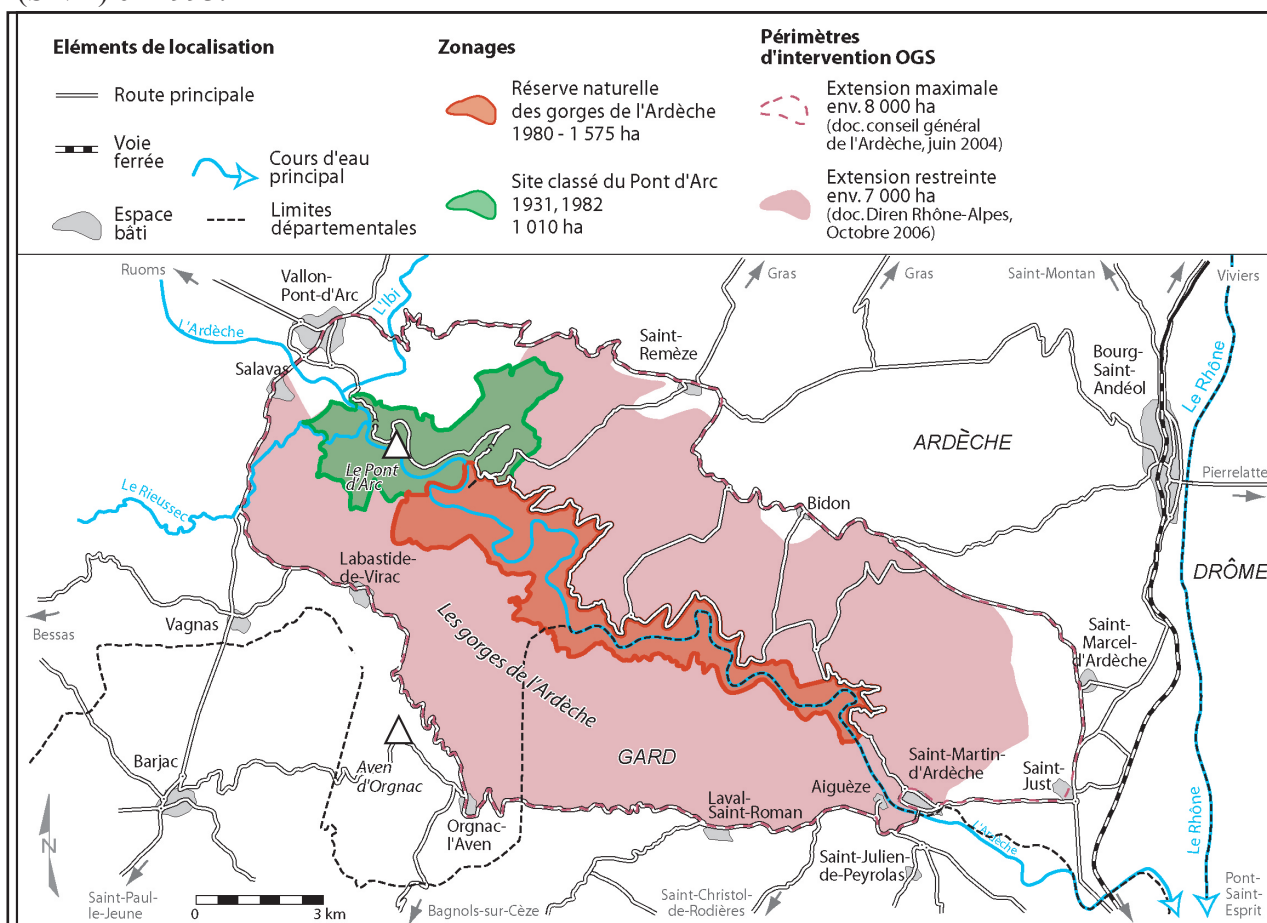 Eléments de localisation
Route principale
Voie
ferrée
Cours d'eau
principal
Espace
bâti
Limites
départementales
Zonages
Réserve naturelle
des gorges de l'Ardèche
1980 - 1 575 ha
Site classé du Pont d'Arc
1931, 1982
1 010 ha
Périmètres
d'intervention OGS
Extension maximale
env. 8 000 ha
(doc. conseil général
de l'Ardèche, juin 2004)
Extension restreinte
env. 7 000 ha
(doc. Diren Rhône-Alpes,
Octobre 2006)
Ruoms
Vallon-
Pont-d'Arc
L'Ibi
L'Ardèche
Gras
Gras
Saint-Montan
Viviers
Salavas
Saint-
Remèze
Bourg-
Saint-
Andéol
Le Rhône
ARDÈCHE
Le Pont
d'Arc
Pierrelatte
Le Rieussec
Bidon
Labastide-
de-Virac
DRÔME
Bessas
Vagnas
Les gorges de l'Ardèche
Saint-
Marcel-
d'Ardèche
GARD
Barjac
Aven
d'Orgnac
Saint-Martin-
d'Ardèche
Saint-
Just
Aiguèze
Laval-
Saint-Roman
Orgnac-
l'Aven
L'Ardèche
Le Rhône
N
Saint-Julien-
de-Peyrolas
Saint-Paul-
le-Jeune
0
3 km
Bagnols-sur-Cèze
Saint-Christol-
de-Rodières
Pont-
Saint-
Esprit